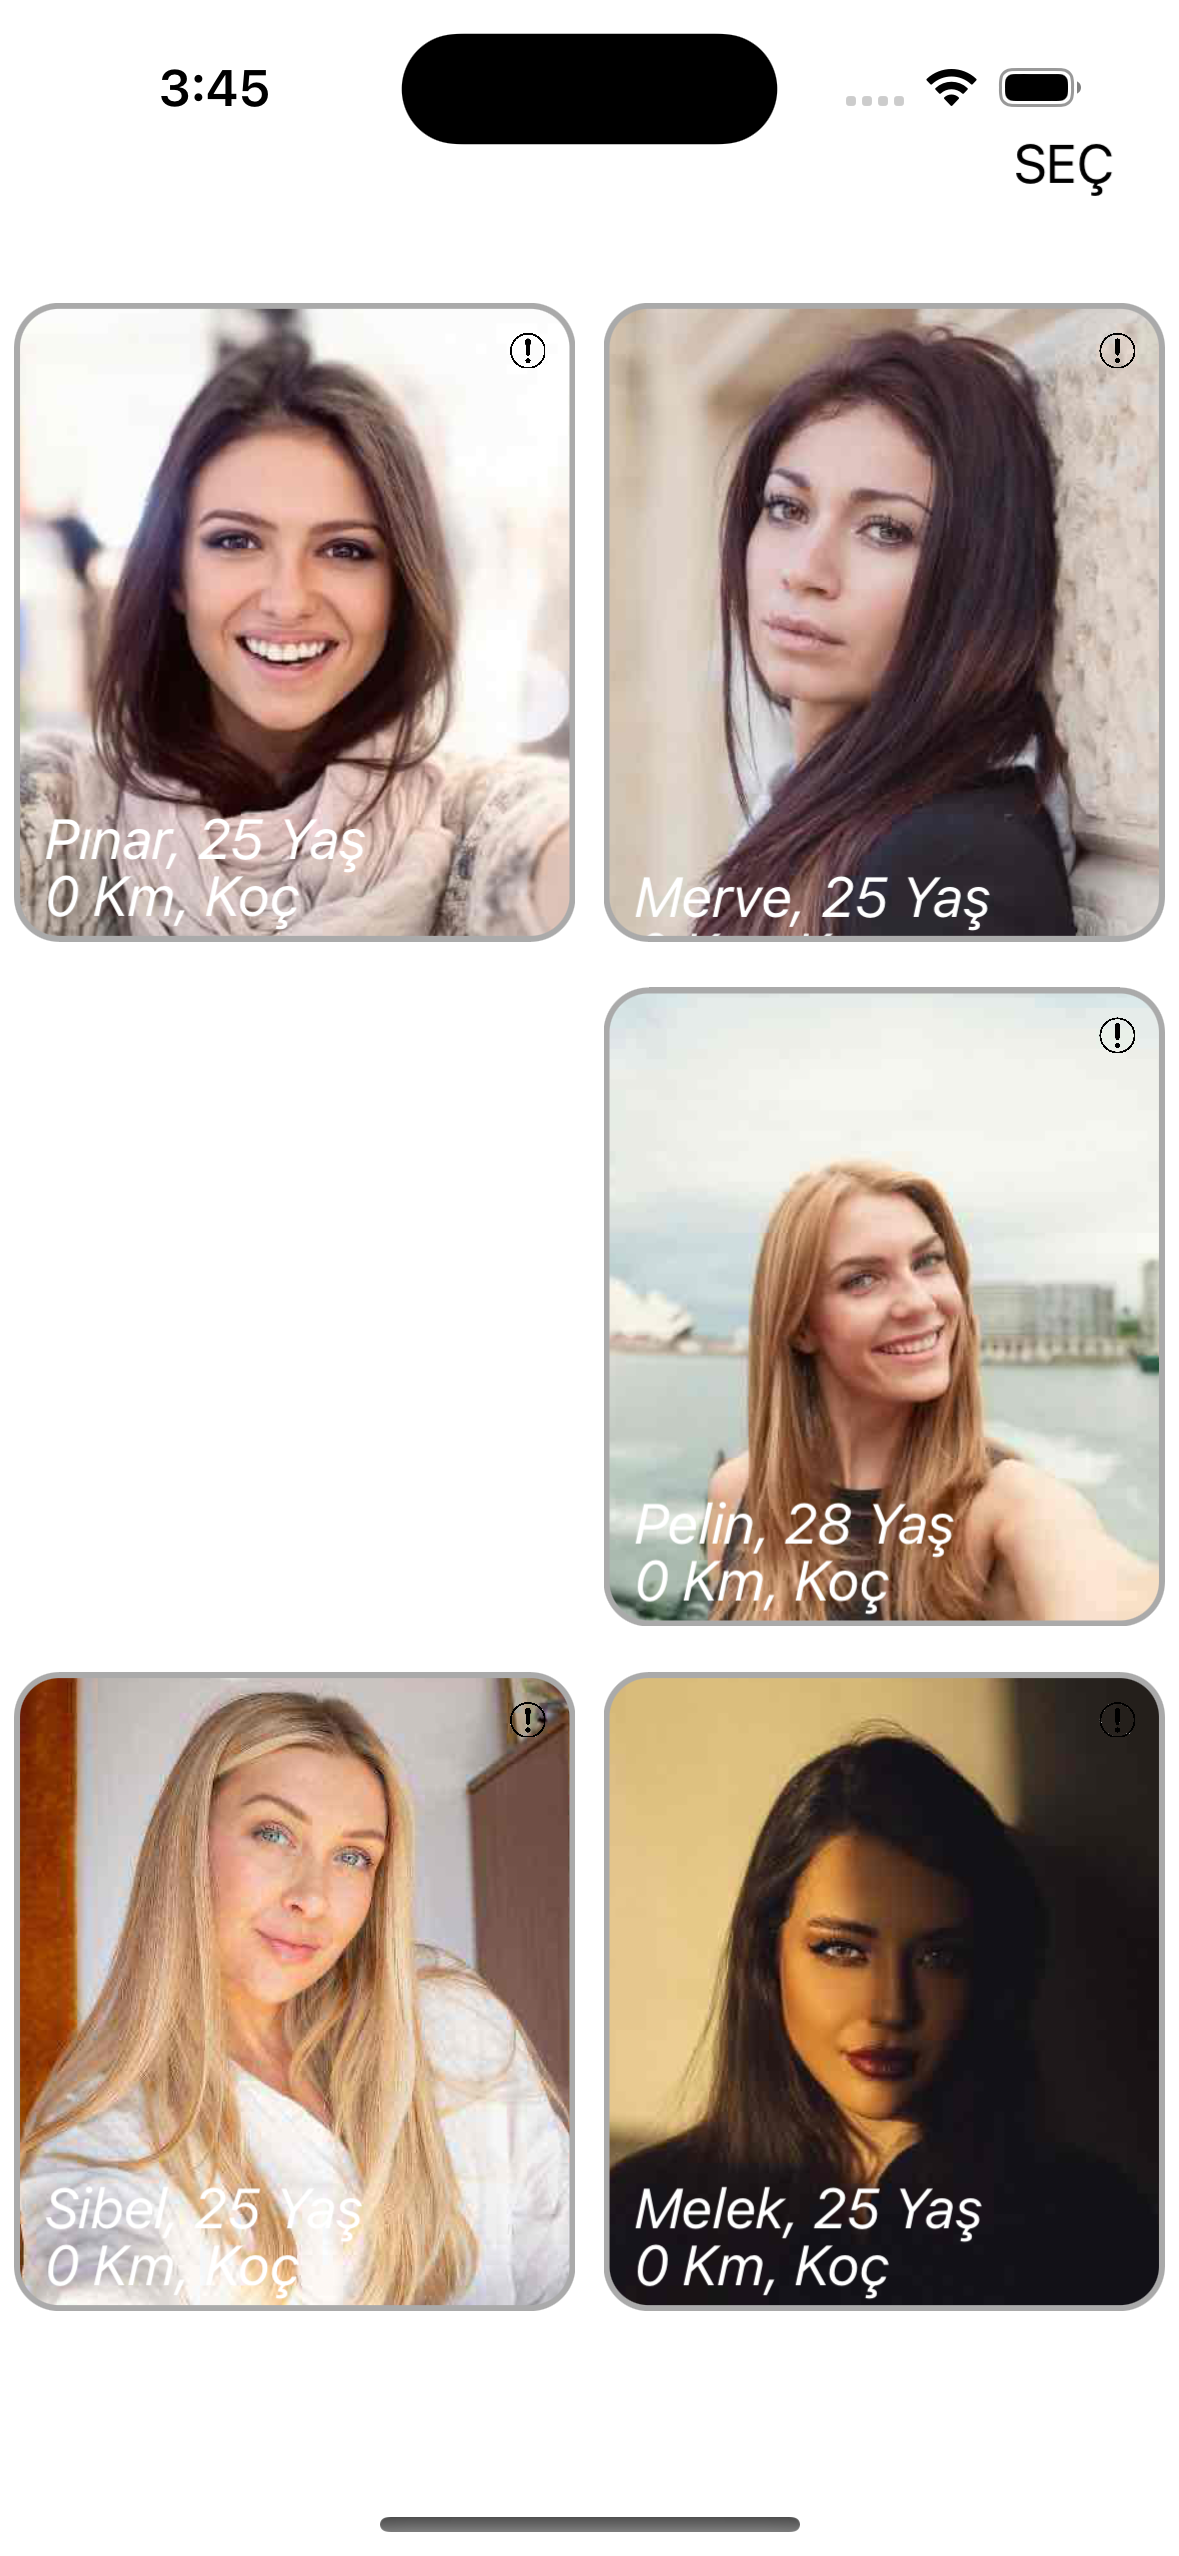 3:45
SEÇ
Pınar, 25 Yaş
0 Km, Koç
Merve, 25 Yaş
Pelin, 28 Yaş
0 Km, Koç
Sibel, 25 Yaş
0 Km, Koç
Melek, 25 Yaş
0 Km, Koç